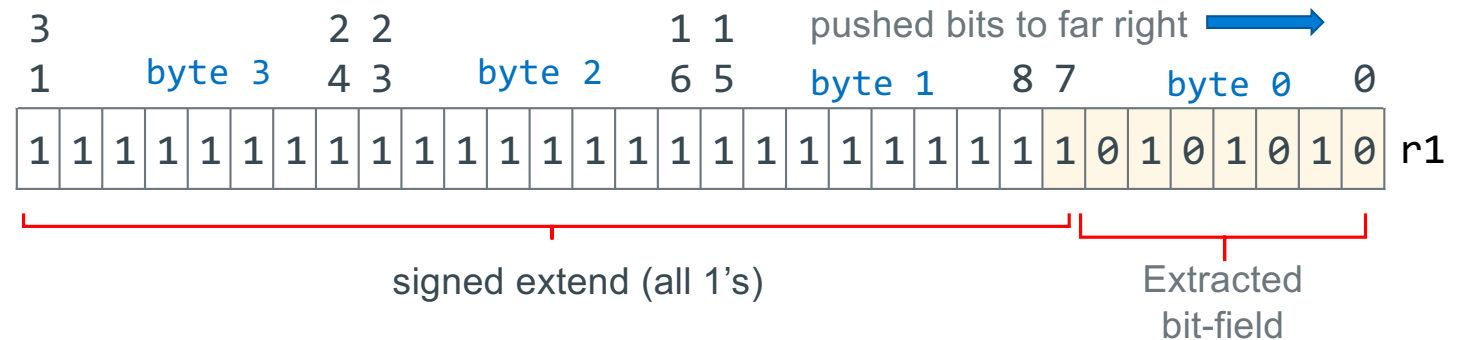 3 2 2 1 1 pushed bits to far right
1 byte 3 4 3 byte 2 6 5 byte 1 8 7 byte 0 0
1 1 1 1 1 1 1 1 1 1 1 1 1 1 1 1 1 1 1 1 1 1 1 1 1 0 1 0 1 0 1 0 r1
signed extend (all 1’s)
Extracted
bit-field